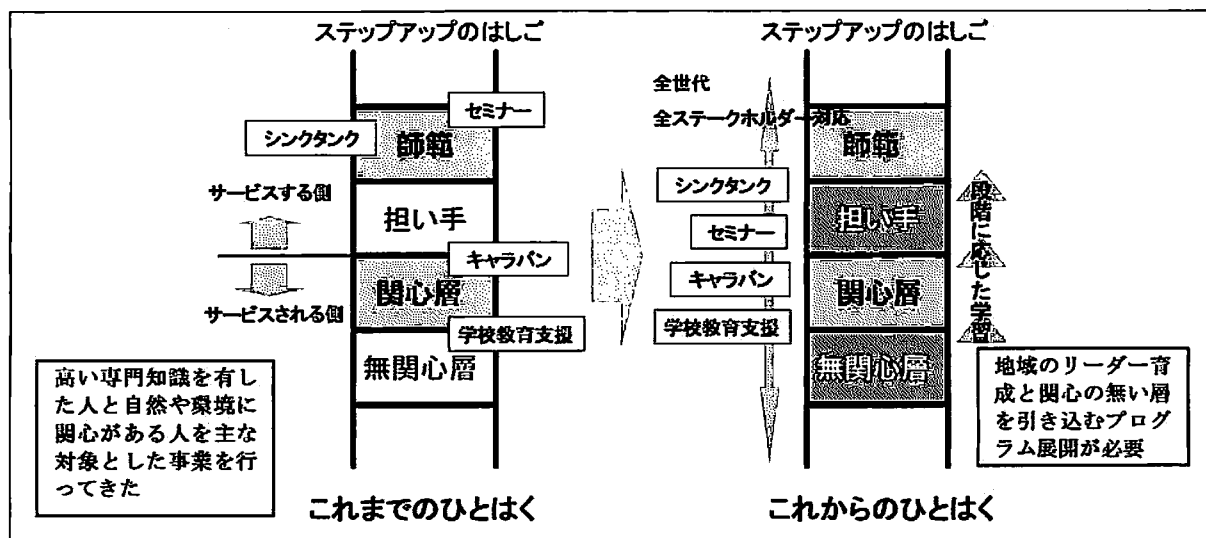 ステップアップのはしご
セミナー
シンクタンク
師範
サービスする側
担い手
キャラバン
関心層
サービスされる側
学校教育支援
無関心層
高い専門知識を有し
た人と自然や環境に
関心がある人を主な
対象とした事業を行
ってきた
これまでのひとはく
ステップアップのはしご
全世代
全ステークホルダー対応
師範
シンクタンク
担い手
セミナー
キャラバン
関心層
学校教育支援
無関心層
段階に応じた学習
地域のリーダー育
成と関心の無い層
を引き込むプログ
ラム展開が必要
これからのひとはく